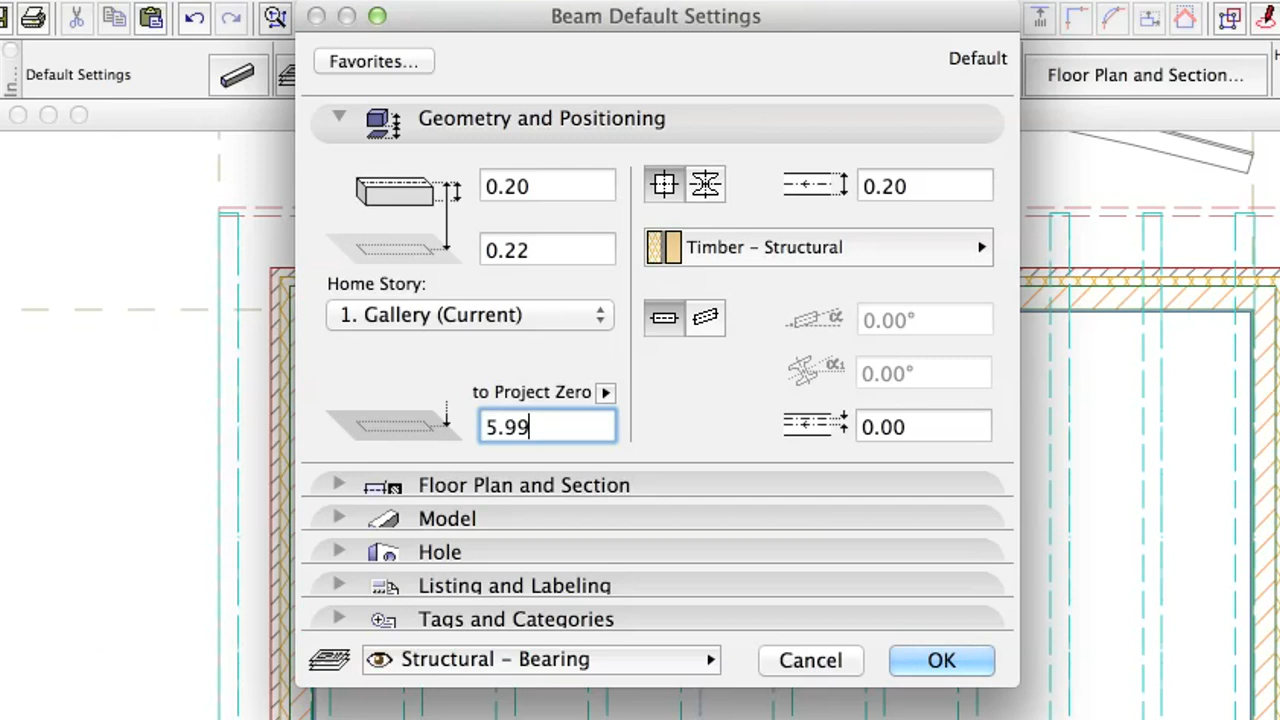 Beam Default Settings
Default Settings
Favorites...
Default
Floor Plan and Section...
Geometry and Positioning
0.20
0.20
0.22
Timber - Structural
Home Story:
1. Gallery (Current)
α
0.00°
α1
0.00°
to Project Zero
5.99
0.00
Floor Plan and Section
Model
Hole
Listing and Labeling
Tags and Categories
Structural - Bearing
Cancel
OK